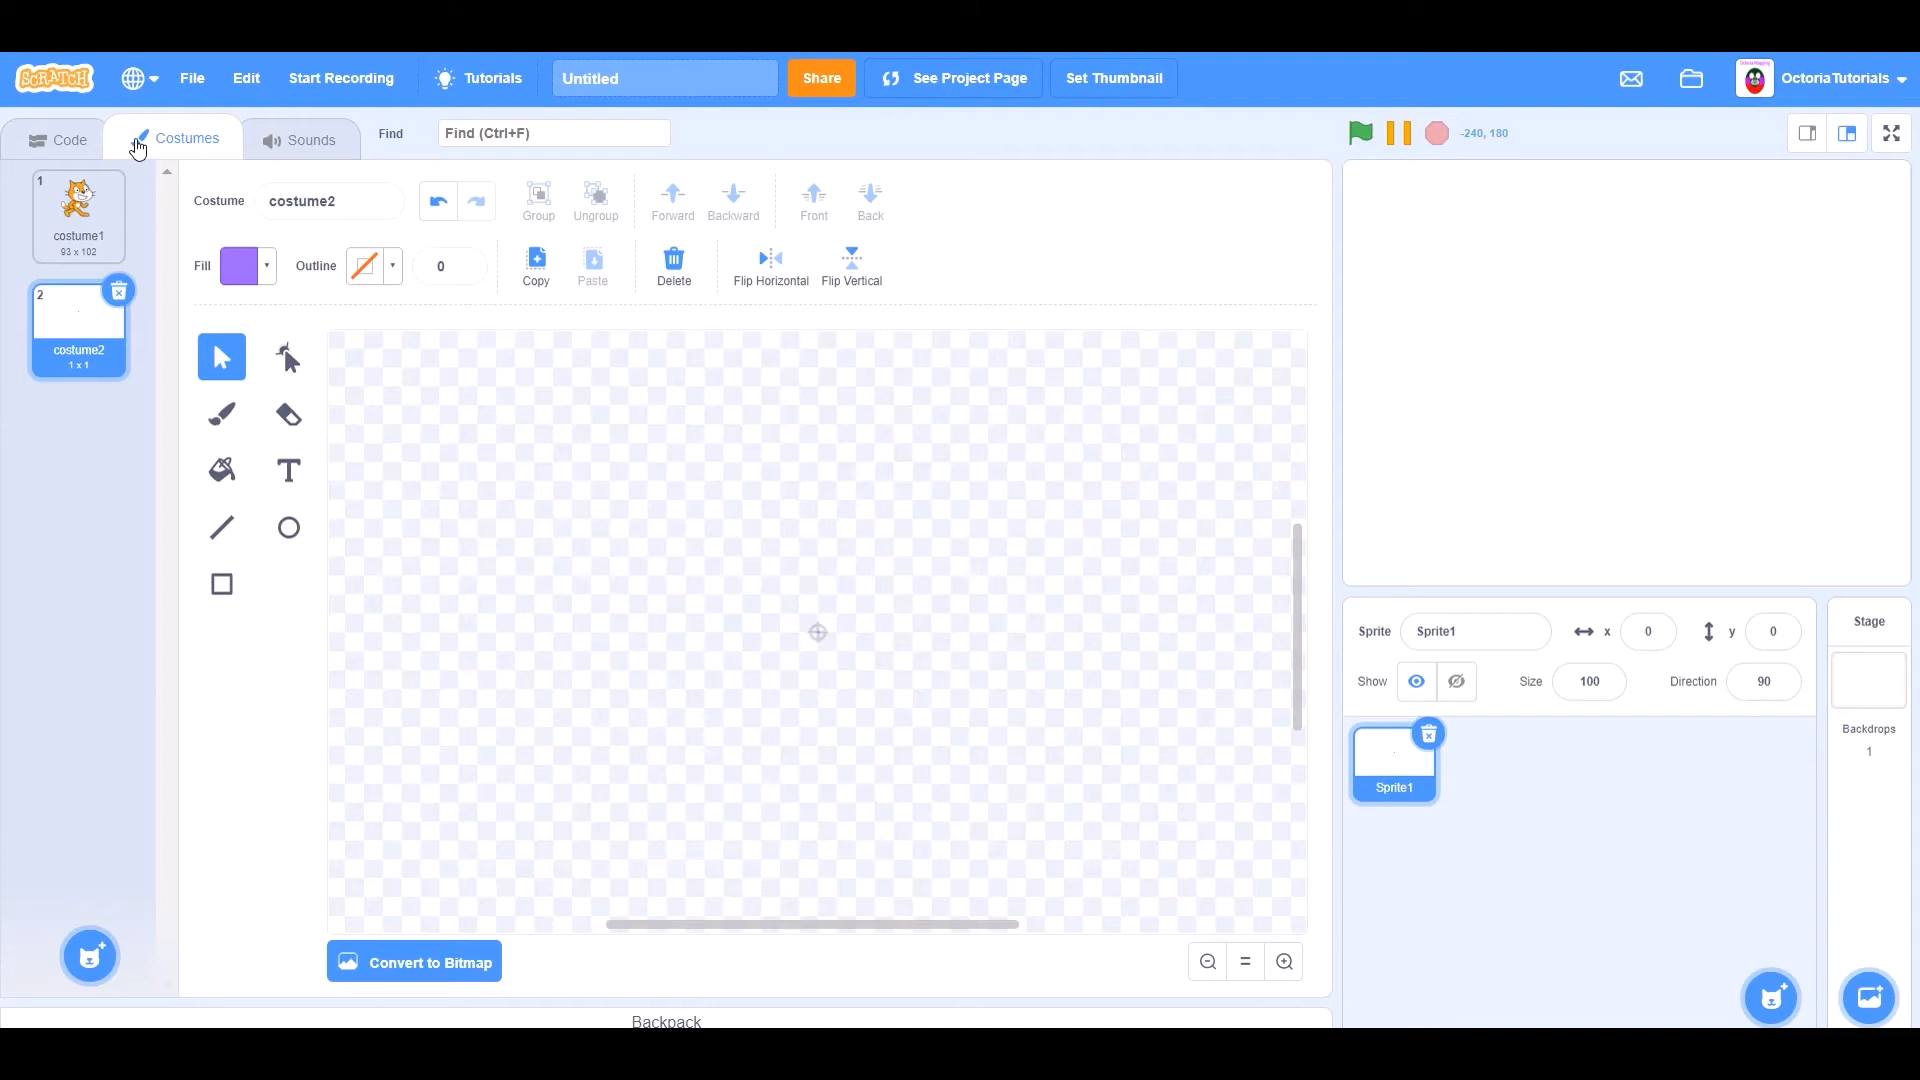 SCRATCH File Edit Start Recording Tutorials Untitled Share See Project Page Set Thumbnail OctoriaTutorials
Code Costumes Sounds Find Find (Ctrl+F) -240, 180
1
costume1
93 x 102
2
costume2
1 x 1
Costume costume2 Group Ungroup Forward Backward Front Back
Fill Outline 0 Copy Paste Delete Flip Horizontal Flip Vertical
T
Convert to Bitmap
Backpack
Sprite Sprite1 x 0 y 0
Show Size 100 Direction 90
Sprite1
Stage
Backdrops
1